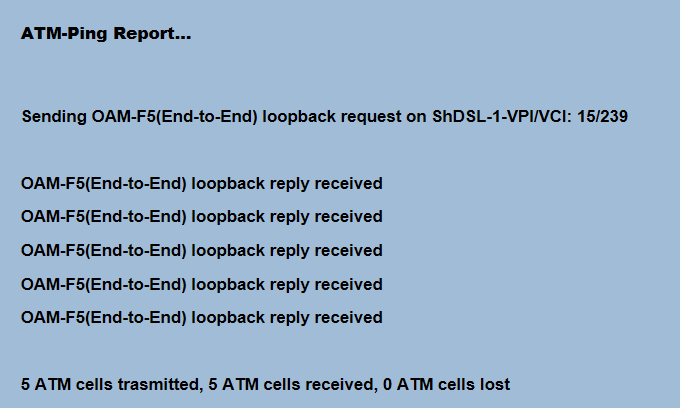 ATM-Ping Report...
Sending OAM-F5(End-to-End) loopback request on ShDSL-1-VPI/VCI: 15/239
OAM-F5(End-to-End) loopback reply received
OAM-F5(End-to-End) loopback reply received
OAM-F5(End-to-End) loopback reply received
OAM-F5(End-to-End) loopback reply received
OAM-F5(End-to-End) loopback reply received
5 ATM cells trasmitted, 5 ATM cells received, 0 ATM cells lost